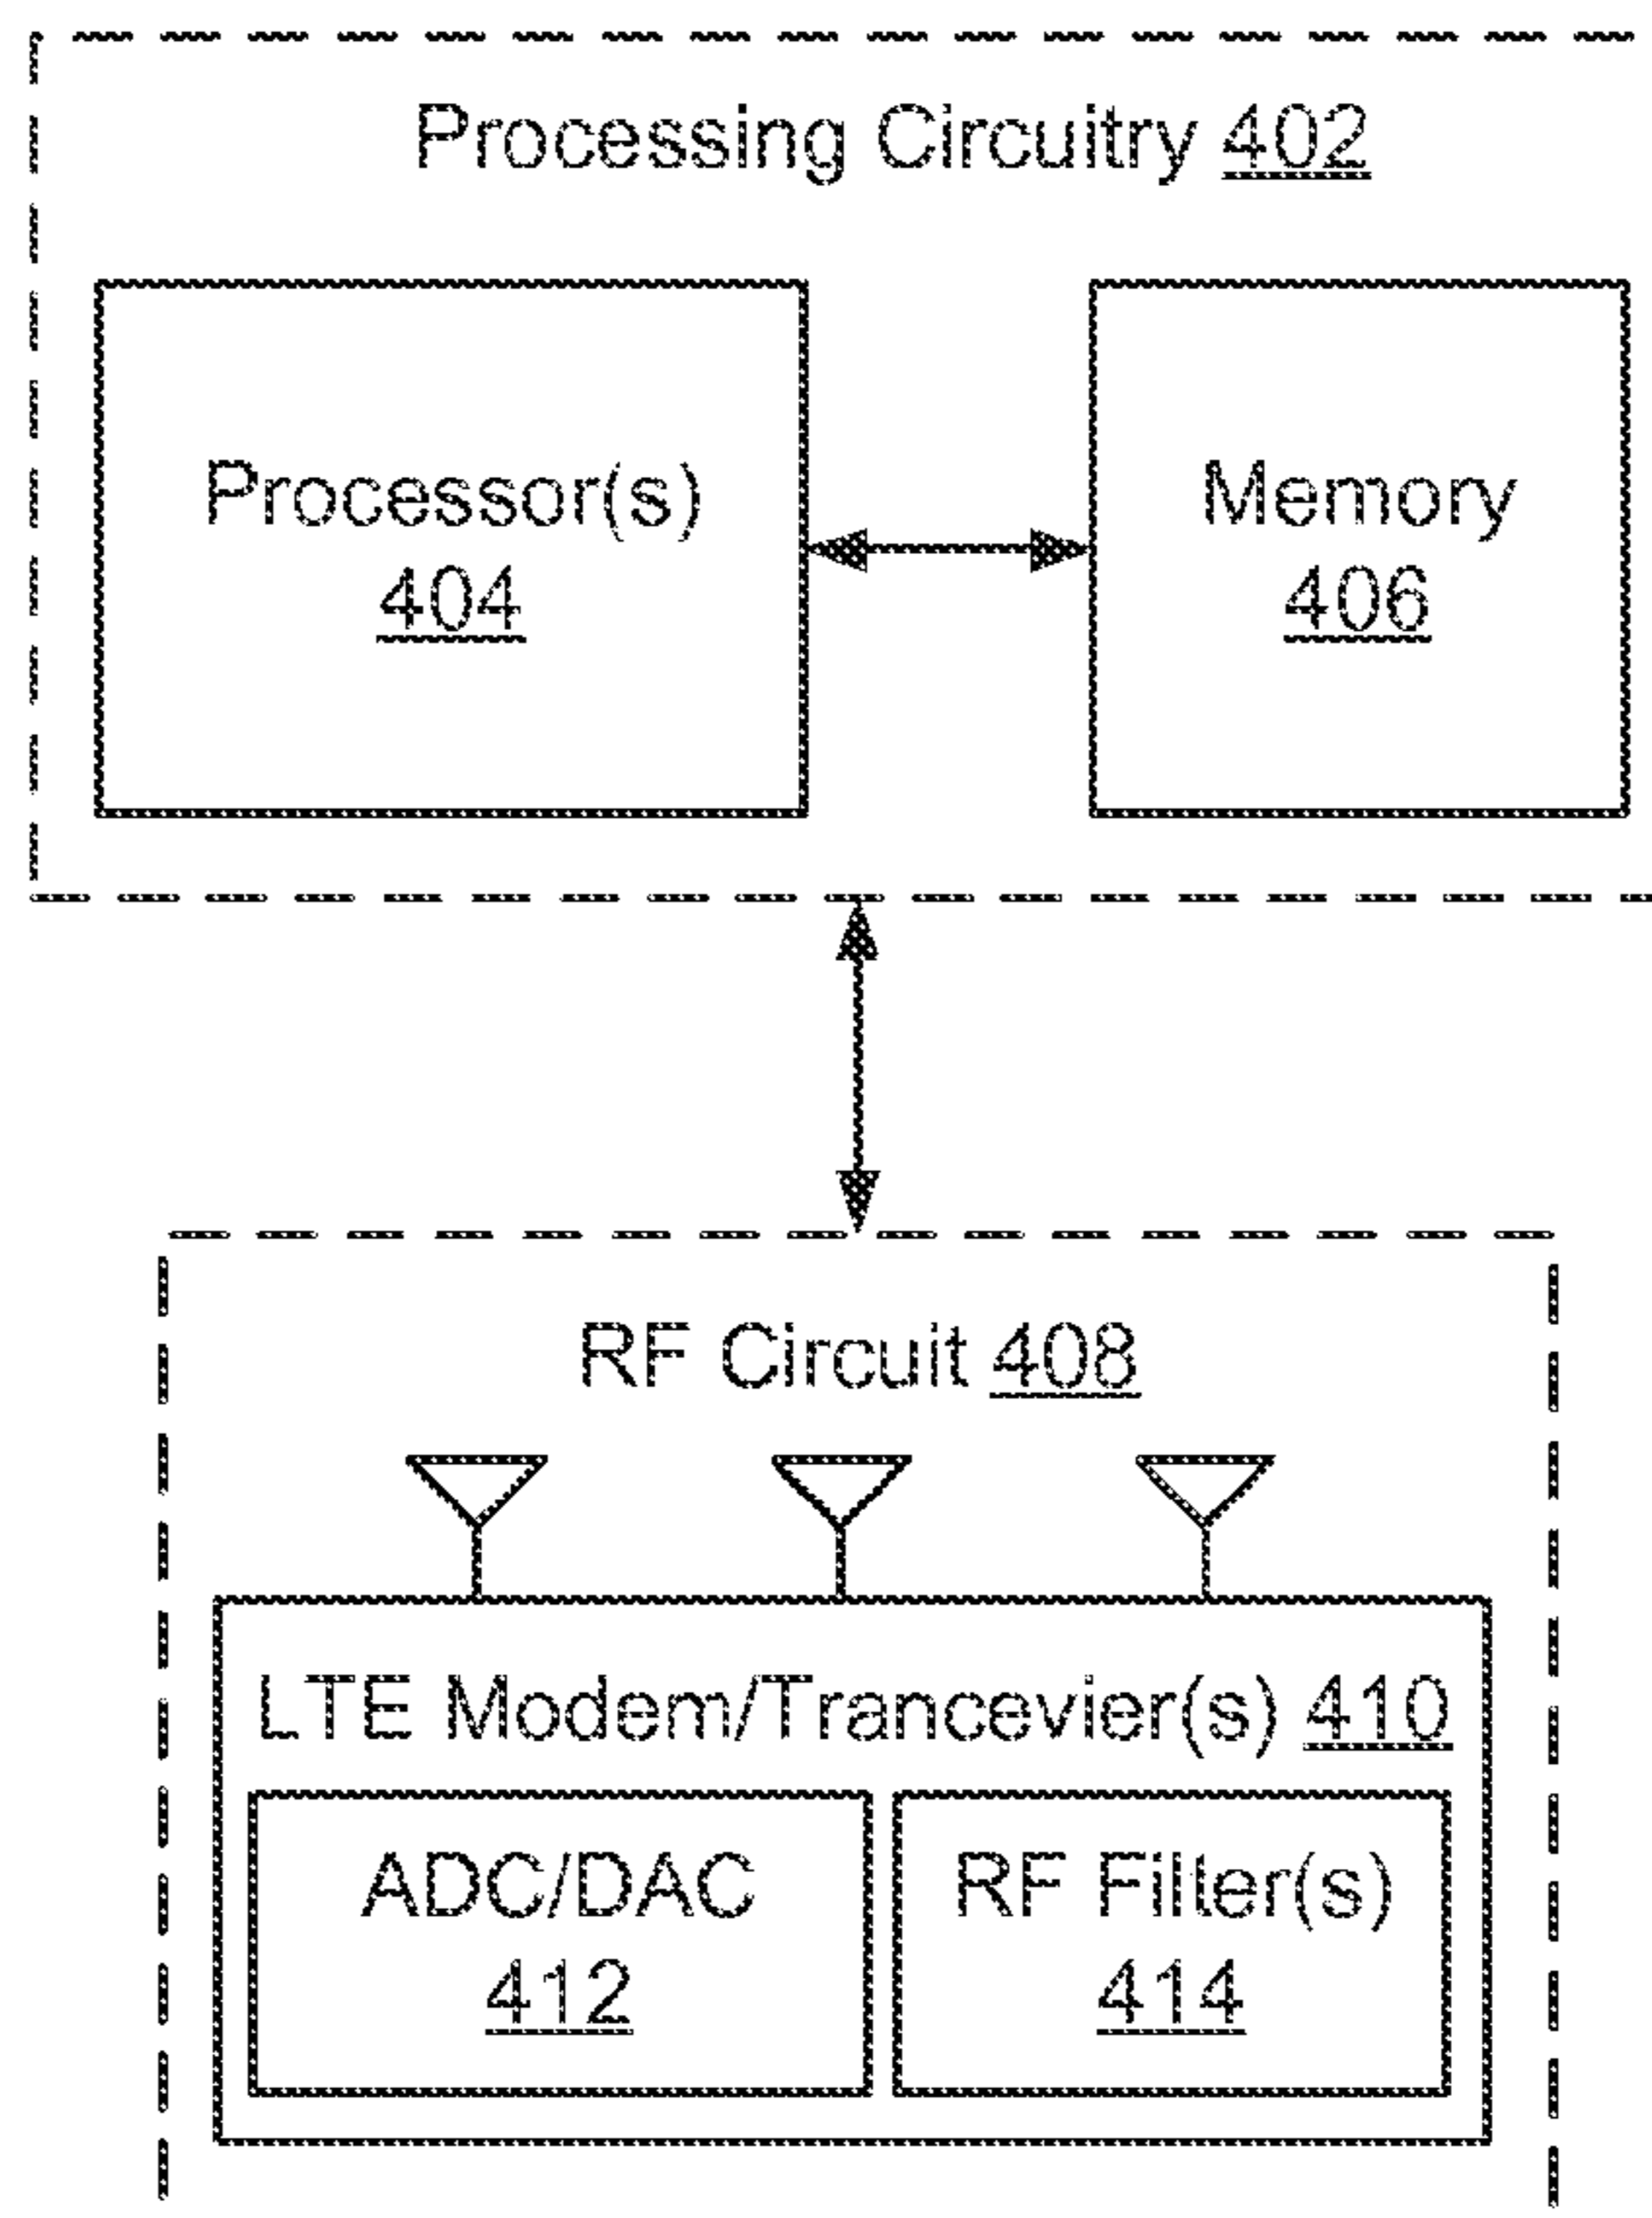 Processing Circuitry 402
Processor(s)
404
Memory
406
RF Circuit 408
LTE Modem/Trancevier(s) 410
ADC/DAC
412
RF Filter(s)
414